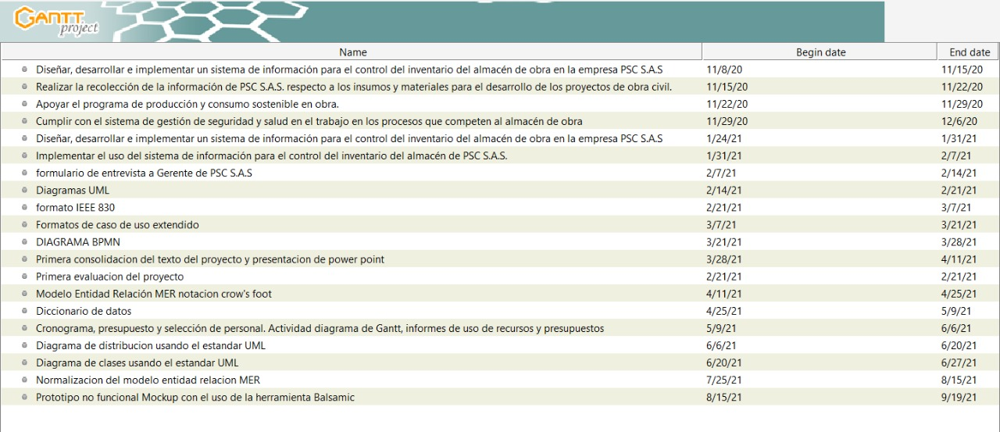 GANTT
project
Name Begin date End date
Diseñar, desarrollar e implementar un sistema de información para el control del inventario del almacén de obra en la empresa PSC S.A.S 11/8/20 11/15/20
Realizar la recolección de la información de PSC S.A.S. respecto a los insumos y materiales para el desarrollo de los proyectos de obra civil. 11/15/20 11/22/20
Apoyar el programa de producción y consumo sostenible en obra. 11/22/20 11/29/20
Cumplir con el sistema de gestión de seguridad y salud en el trabajo en los procesos que competen al almacén de obra 11/29/20 12/6/20
Diseñar, desarrollar e implementar un sistema de información para el control del inventario del almacén de obra en la empresa PSC S.A.S 1/24/21 1/31/21
Implementar el uso del sistema de información para el control del inventario del almacén de PSC S.A.S. 1/31/21 2/7/21
formulario de entrevista a Gerente de PSC S.A.S 2/7/21 2/14/21
Diagramas UML 2/14/21 2/21/21
formato IEEE 830 2/21/21 3/7/21
Formatos de caso de uso extendido 3/7/21 3/21/21
DIAGRAMA BPMN 3/21/21 3/28/21
Primera consolidacion del texto del proyecto y presentacion de power point 3/28/21 4/11/21
Primera evaluacion del proyecto 2/21/21 2/21/21
Modelo Entidad Relación MER notacion crow's foot 4/11/21 4/25/21
Diccionario de datos 4/25/21 5/9/21
Cronograma, presupuesto y selección de personal. Actividad diagrama de Gantt, informes de uso de recursos y presupuestos 5/9/21 6/6/21
Diagrama de distribucion usando el estandar UML 6/6/21 6/20/21
Diagrama de clases usando el estandar UML 6/20/21 6/27/21
Normalizacion del modelo entidad relacion MER 7/25/21 8/15/21
Prototipo no funcional Mockup con el uso de la herramienta Balsamic 8/15/21 9/19/21